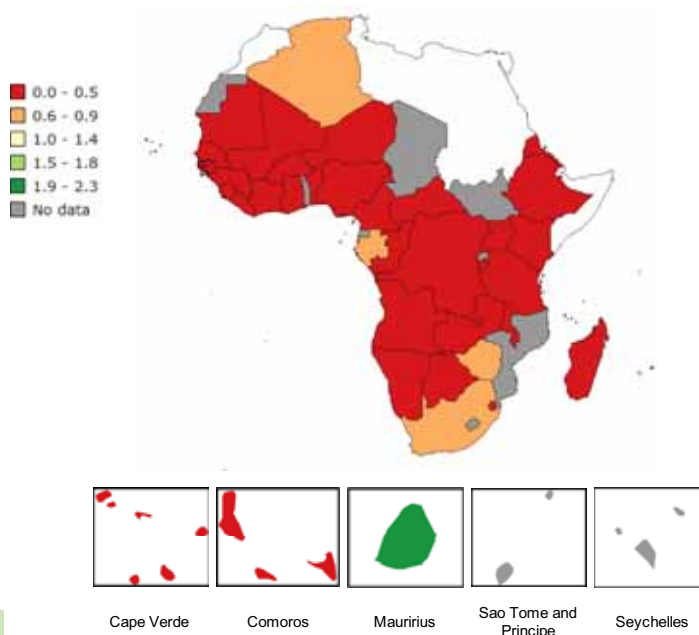 0.0 - 0.5
0.6 - 0.9
1.0 - 1.4
1.5 - 1.8
1.9 - 2.3
No data
Cape Verde
Comoros
Mauririus
Sao Tome and
Principe
Seychelles